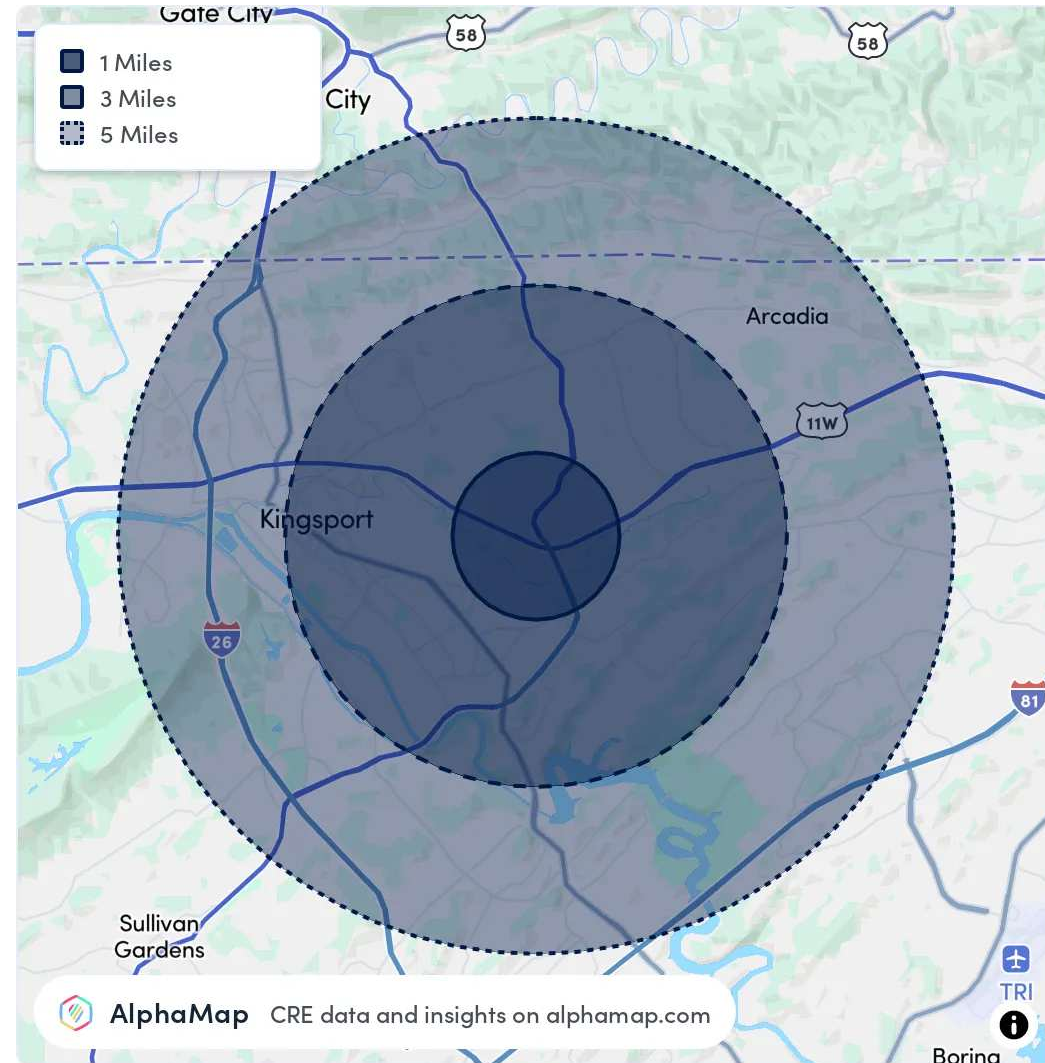 Gate City
58
58
1 Miles
3 Miles
5 Miles
City
Arcadia
11W
Kingsport
26
81
Sullivan
Gardens
TRI
AlphaMap
CRE data and insights on alphamap.com
Boring